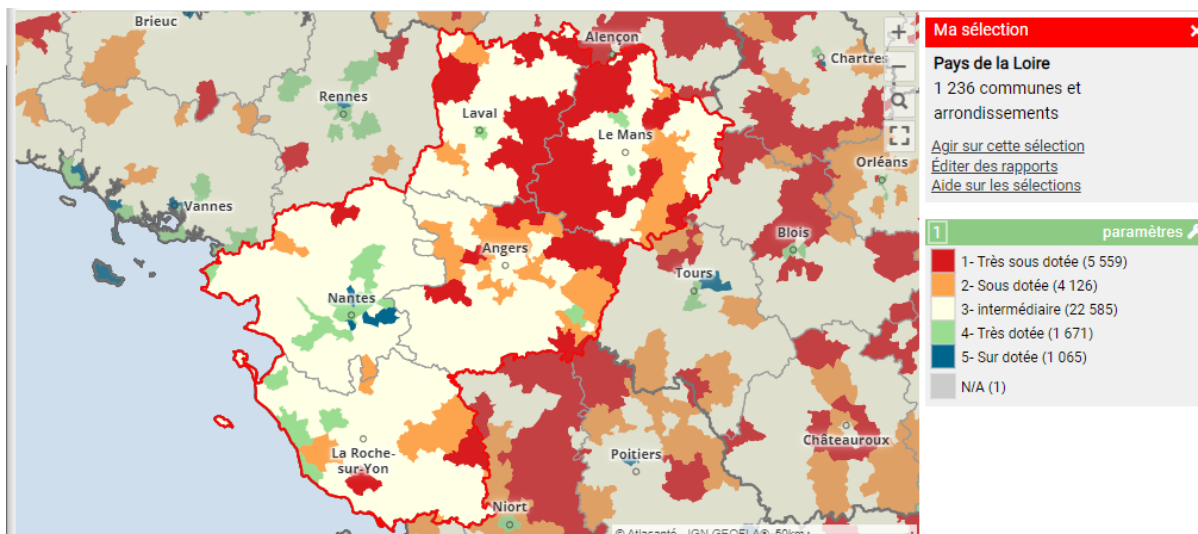 Brieuc
Alençon
Chartres
Rennes
Laval
Le Mans
Orléans
Vannes
Angers
Blois
Tours
Nantes
Châteauroux
La Roche-
sur-Yon
Poitiers
Niort
© Atlasanté - IGN GEOFLA®
50km
Ma sélection
Pays de la Loire
1 236 communes et
arrondissements
Agir sur cette sélection
Éditer des rapports
Aide sur les sélections
1 paramètres
1- Très sous dotée (5 559)
2- Sous dotée (4 126)
3- intermédiaire (22 585)
4- Très dotée (1 671)
5- Sur dotée (1 065)
N/A (1)